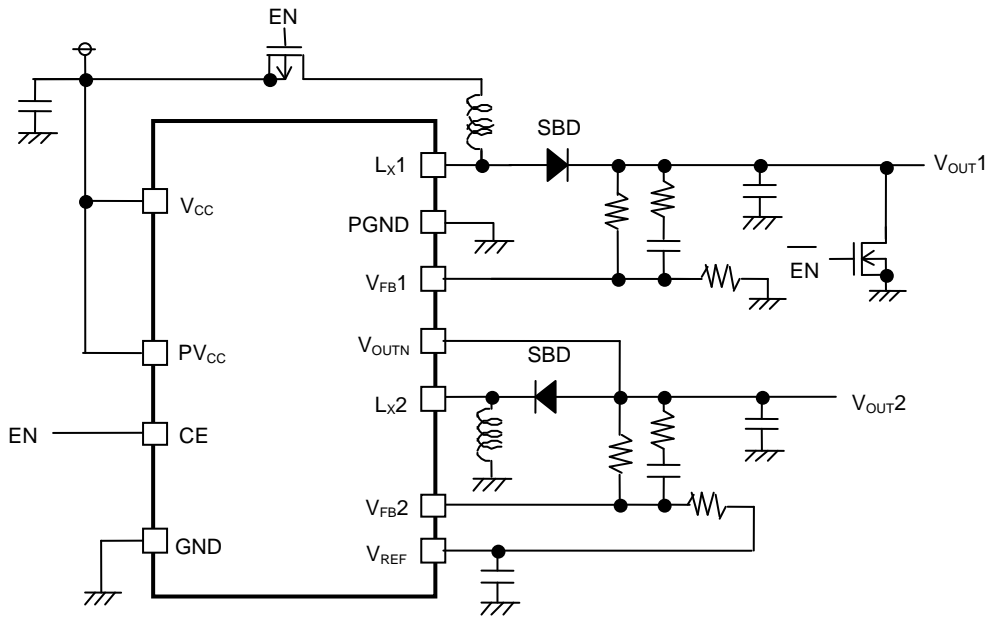 EN
SBD
LX1
VOUT1
VCC
PGND
EN
VFB1
VOUTN
SBD
PVCC
LX2
VOUT2
EN
CE
VFB2
GND
VREF